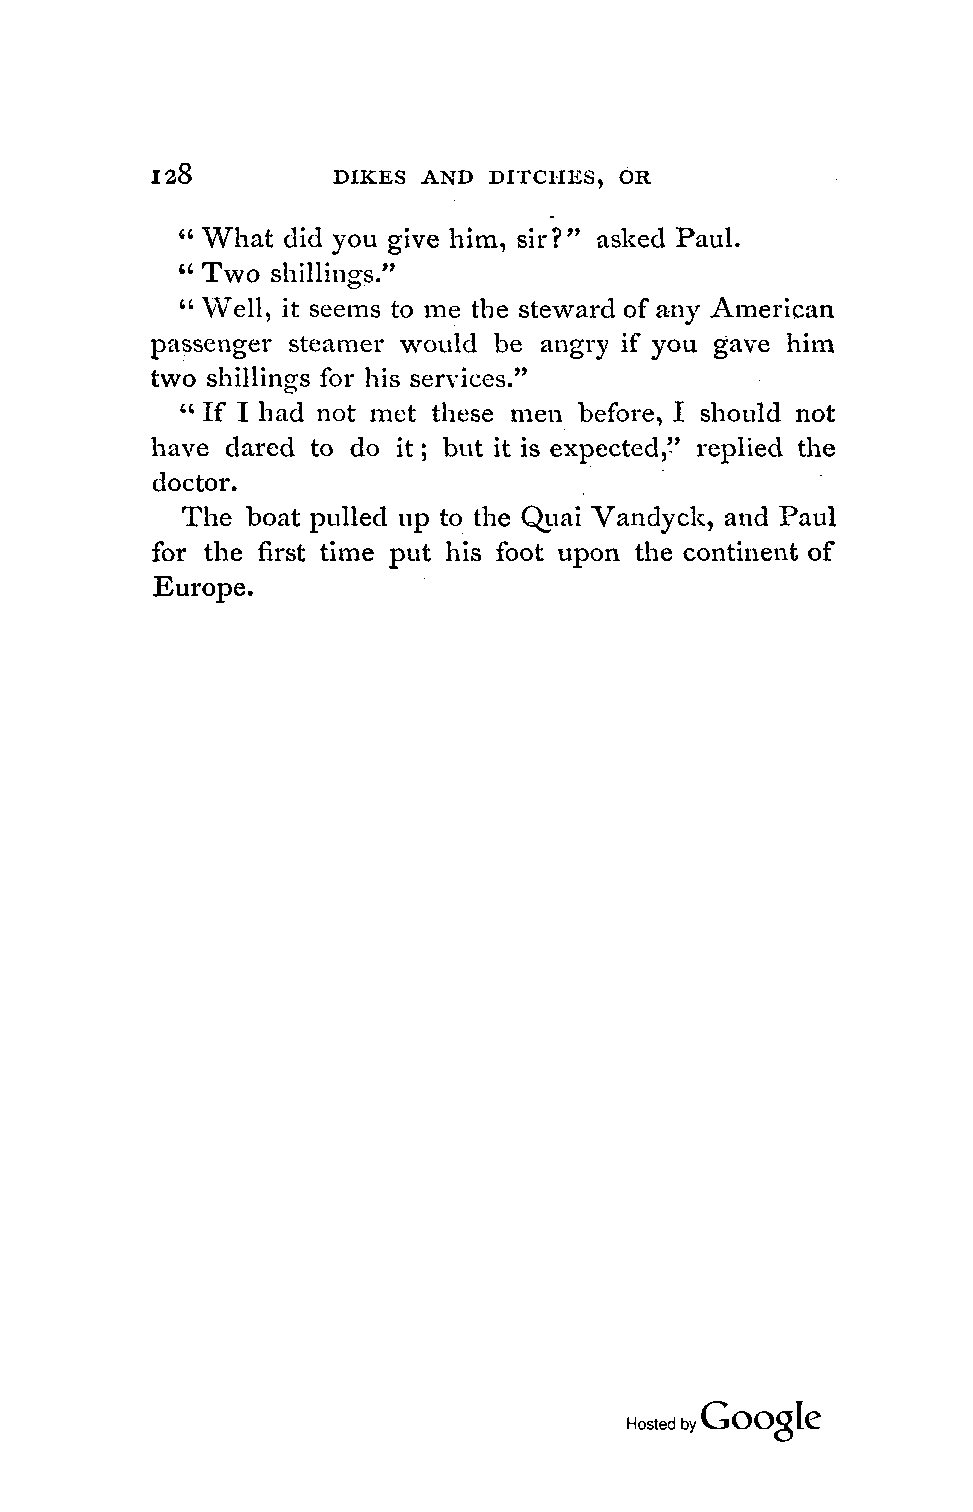 128 DIKES AND DITCHES, OR
“ What did you give him, sir?” asked Paul.
“ Two shillings.”
“ Well, it seems to me the steward of any American
passenger steamer would be angry if you gave him
two shillings for his services.”
“ If I had not met these men before, I should not
have dared to do it ; but it is expected,” replied the
doctor.
The boat pulled up to the Quai Vandyck, and Paul
for the first time put his foot upon the continent of
Europe.
Hosted by Google